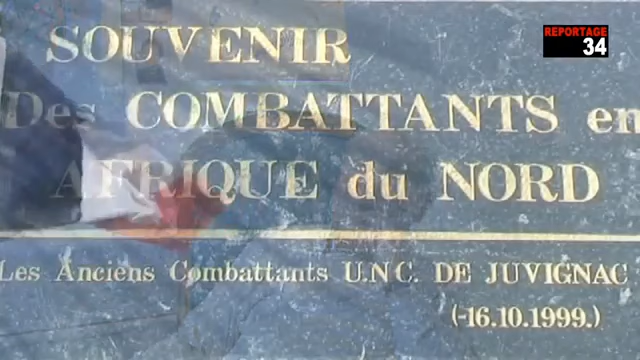 REPORTAGE
34
SOUVENIR
Des COMBATTANTS en
AFRIQUE du NORD
Les Anciens Combattants U.N.C. DE JUVIGNAC
(-16.10.1999.)